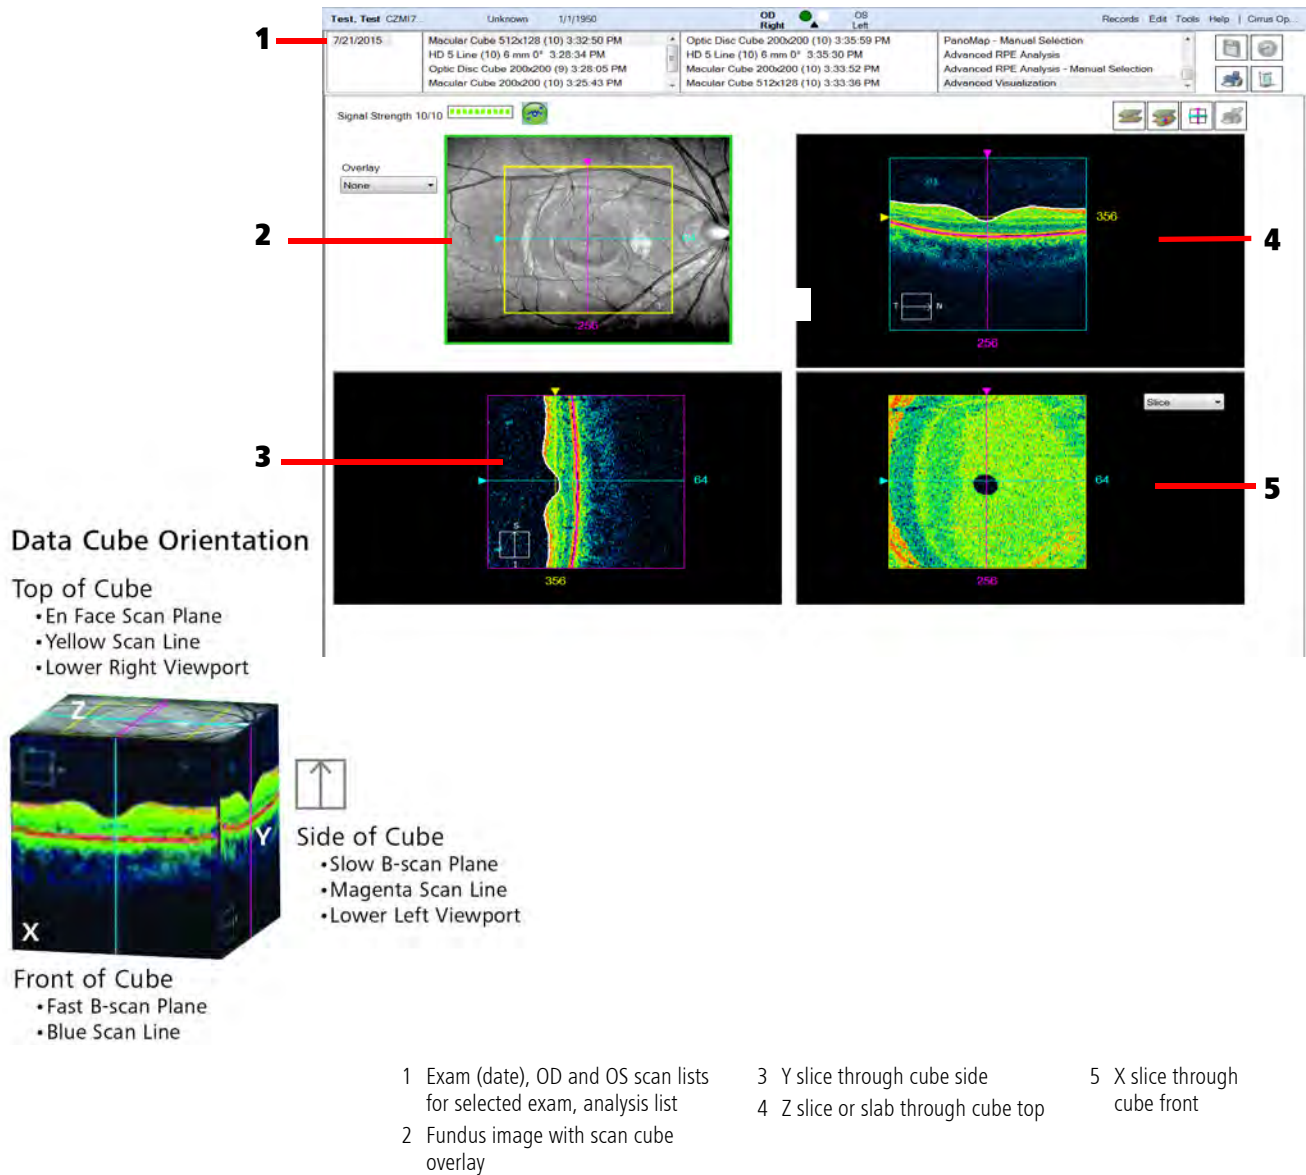 Test, Test CZMI7... Unknown 1/1/1950 OD Right OS Left Records Edit Tools Help | Cirrus Op...
1
7/21/2015
Macular Cube 512x128 (10) 3:32:50 PM
HD 5 Line (10) 6 mm 0° 3:28:34 PM
Optic Disc Cube 200x200 (9) 3:28:05 PM
Macular Cube 200x200 (10) 3:25:43 PM
Optic Disc Cube 200x200 (10) 3:35:59 PM
HD 5 Line (10) 6 mm 0° 3:35:30 PM
Macular Cube 200x200 (10) 3:33:52 PM
Macular Cube 512x128 (10) 3:33:36 PM
PanoMap - Manual Selection
Advanced RPE Analysis
Advanced RPE Analysis - Manual Selection
Advanced Visualization
Signal Strength 10/10
Overlay
None
2
64
256
356
4
T N
256
3
64
S
I
356
Slice
64
5
256
Data Cube Orientation
Top of Cube
• En Face Scan Plane
• Yellow Scan Line
• Lower Right Viewport
Z
Y
X
Side of Cube
• Slow B-scan Plane
• Magenta Scan Line
• Lower Left Viewport
Front of Cube
• Fast B-scan Plane
• Blue Scan Line
1 Exam (date), OD and OS scan lists
for selected exam, analysis list
2 Fundus image with scan cube
overlay
3 Y slice through cube side
4 Z slice or slab through cube top
5 X slice through
cube front